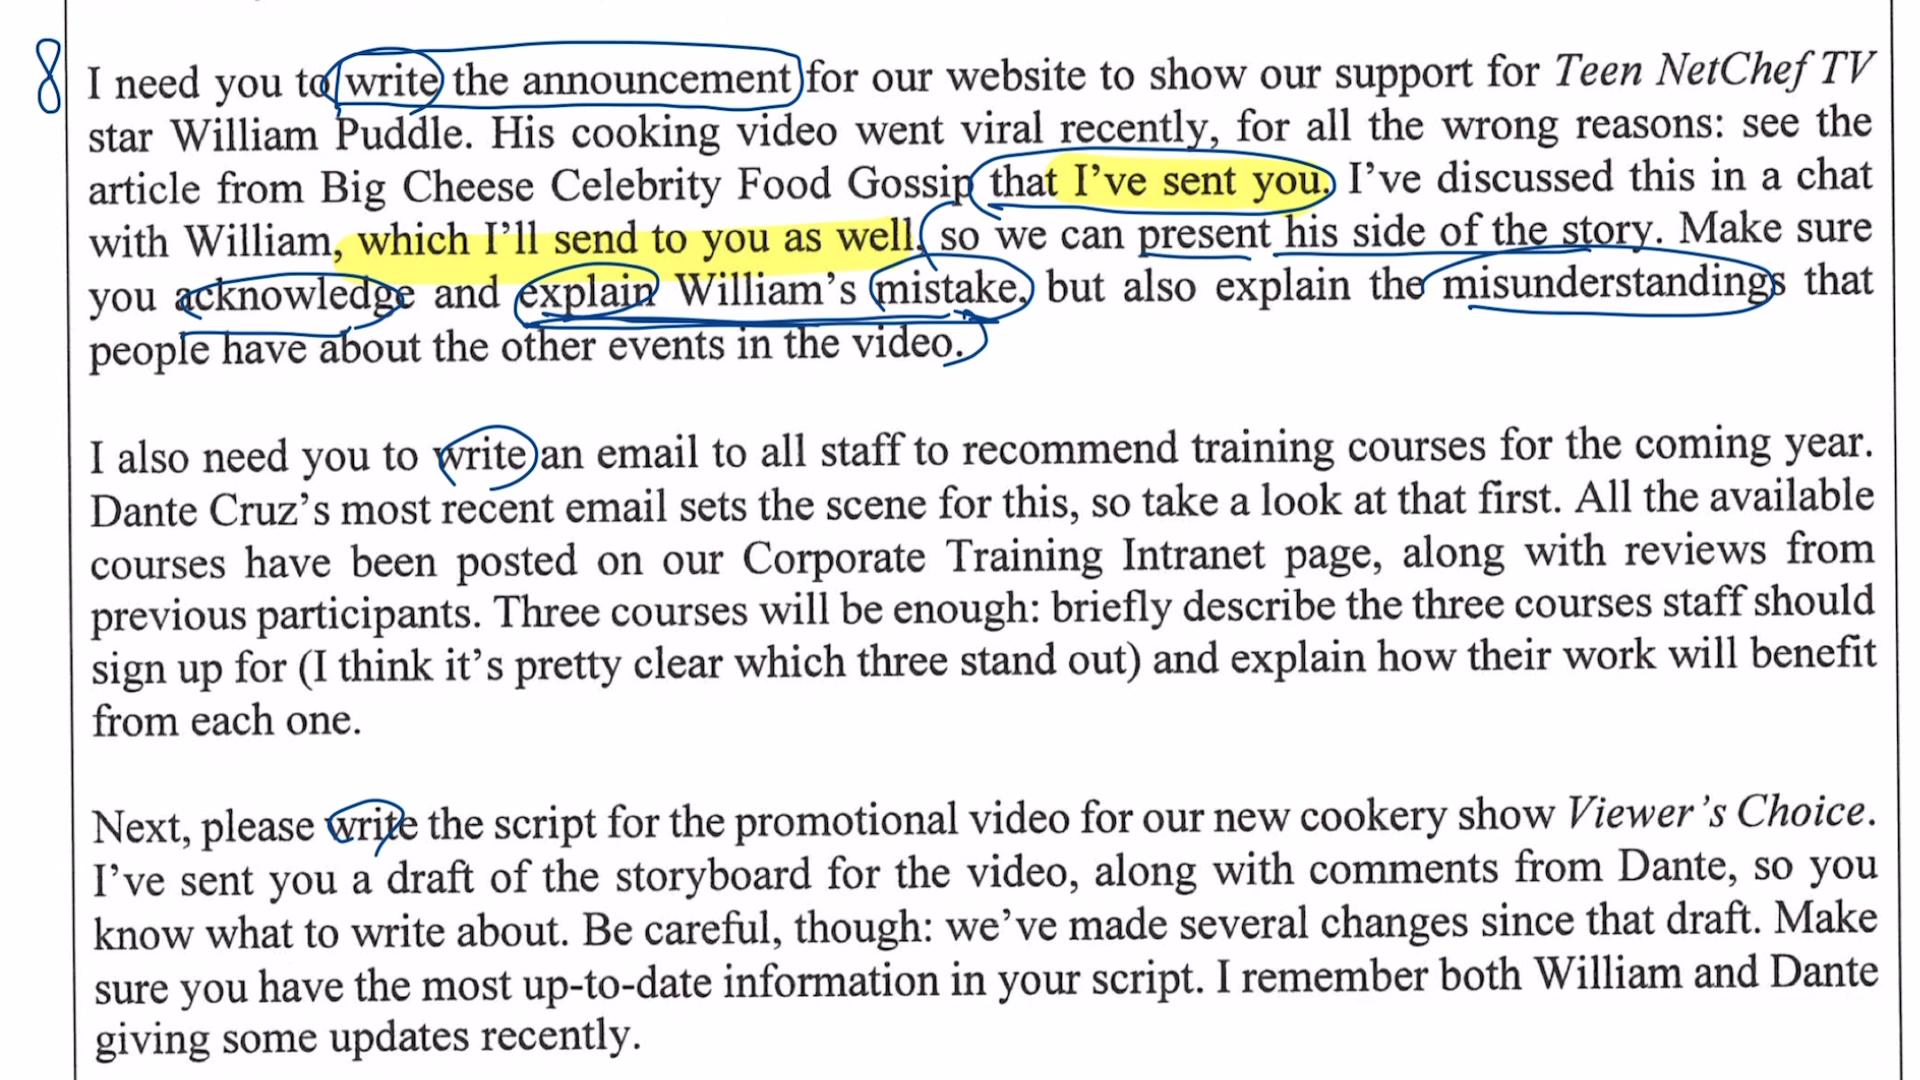 8
I need you to write the announcement for our website to show our support for Teen NetChef TV
star William Puddle. His cooking video went viral recently, for all the wrong reasons: see the
article from Big Cheese Celebrity Food Gossip that I've sent you. I've discussed this in a chat
with William, which I'll send to you as well, so we can present his side of the story. Make sure
you acknowledge and explain William's mistake, but also explain the misunderstandings that
people have about the other events in the video.
I also need you to write an email to all staff to recommend training courses for the coming year.
Dante Cruz's most recent email sets the scene for this, so take a look at that first. All the available
courses have been posted on our Corporate Training Intranet page, along with reviews from
previous participants. Three courses will be enough: briefly describe the three courses staff should
sign up for (I think it's pretty clear which three stand out) and explain how their work will benefit
from each one.
Next, please write the script for the promotional video for our new cookery show Viewer's Choice.
I've sent you a draft of the storyboard for the video, along with comments from Dante, so you
know what to write about. Be careful, though: we've made several changes since that draft. Make
sure you have the most up-to-date information in your script. I remember both William and Dante
giving some updates recently.